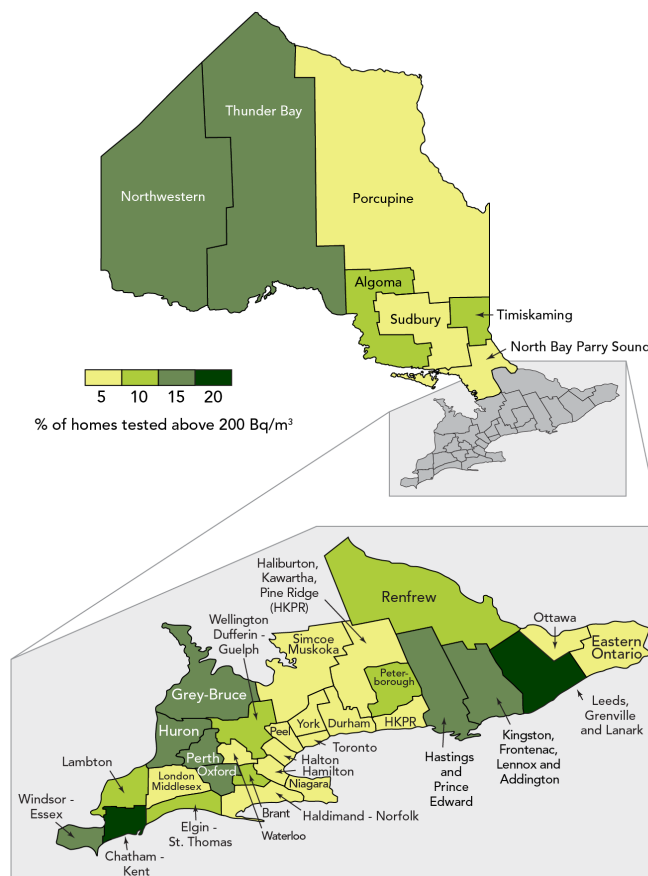 Thunder Bay
Northwestern
Porcupine
Algoma
Sudbury
Timiskaming
North Bay Parry Soun
5 10 15 20
% of homes tested above 200 Bq/m³
Haliburton,
Kawartha,
Pine Ridge
(HKPR)
Renfrew
Wellington
Dufferin -
Guelph
Simcoe
Muskoka
Ottawa
Eastern
Ontario
Peter-
borough
Grey-Bruce
Huron
Peel
York
Durham
HKPR
Leeds,
Grenville
and Lanark
Toronto
Kingston,
Frontenac,
Lennox and
Addington
Hastings
and
Prince
Edward
Perth
Oxford
Halton
Hamilton
Niagara
Lambton
London
Middlesex
Windsor -
Essex
Brant
Haldimand - Norfolk
Waterloo
Elgin -
St. Thomas
Chatham -
Kent